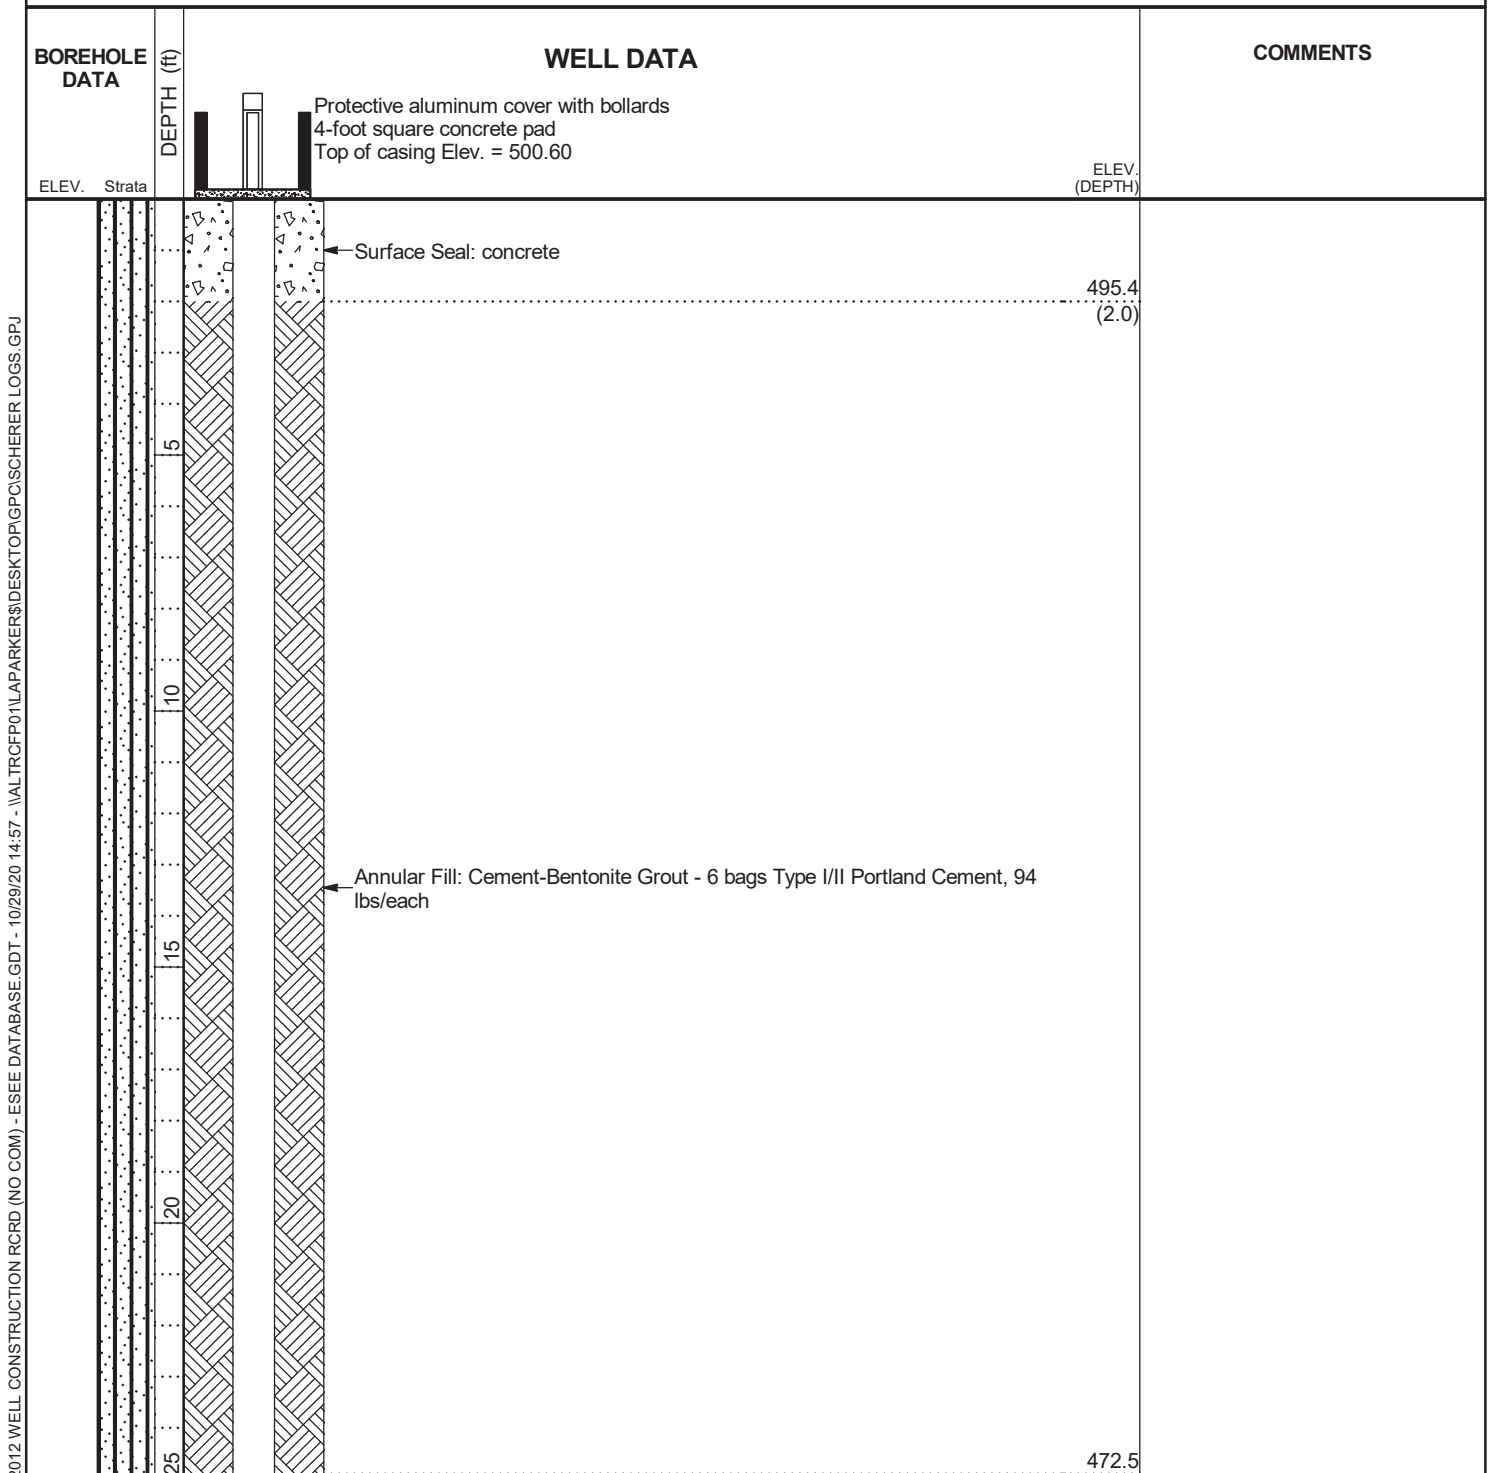 BOREHOLE
DATA
DEPTH (ft)
WELL DATA
COMMENTS
Protective aluminum cover with bollards
4-foot square concrete pad
Top of casing Elev. = 500.60
ELEV.
(DEPTH)
ELEV. Strata
Surface Seal: concrete
495.4
(2.0)
5
10
Annular Fill: Cement-Bentonite Grout - 6 bags Type I/II Portland Cement, 94
lbs/each
15
20
25
472.5
2012 WELL CONSTRUCTION RCRD (NO COM) - ESEE DATABASE.GDT - 10/29/20 14:57 - \\ALTRCFP01\LAPARKER$\DESKTOP\GPC\SCHERER LOGS.GPJ